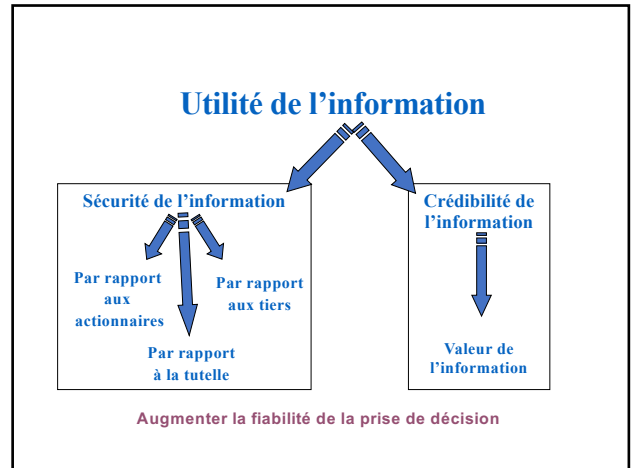 Utilité de l’information
Sécurité de l’information
Par rapport
aux
actionnaires
Par rapport
aux tiers
Par rapport
à la tutelle
Crédibilité de
l’information
Valeur de
l’information
Augmenter la fiabilité de la prise de décision